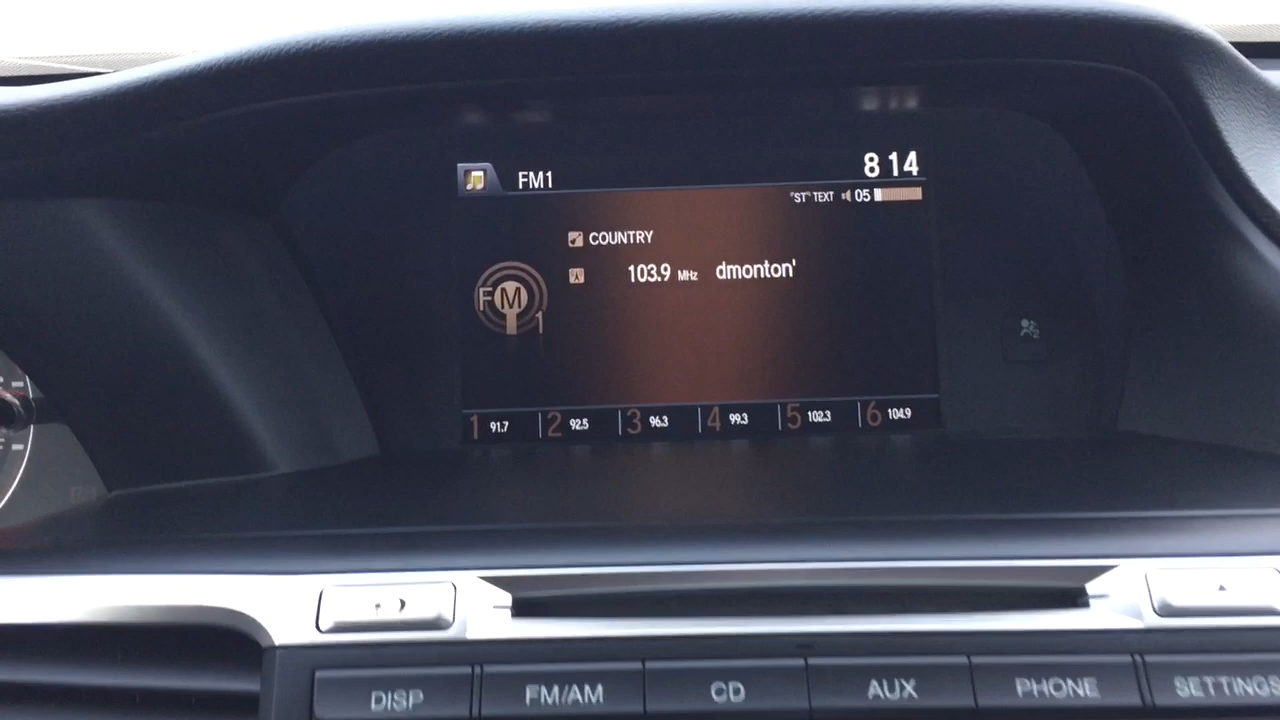 FM1
8 14
"ST" TEXT 05
COUNTRY
103.9 MHz dmonton'
FM 1
1 91.7 2 92.5 3 96.3 4 99.3 5 102.3 6 104.9
DISP FM/AM CD AUX PHONE SETTINGS